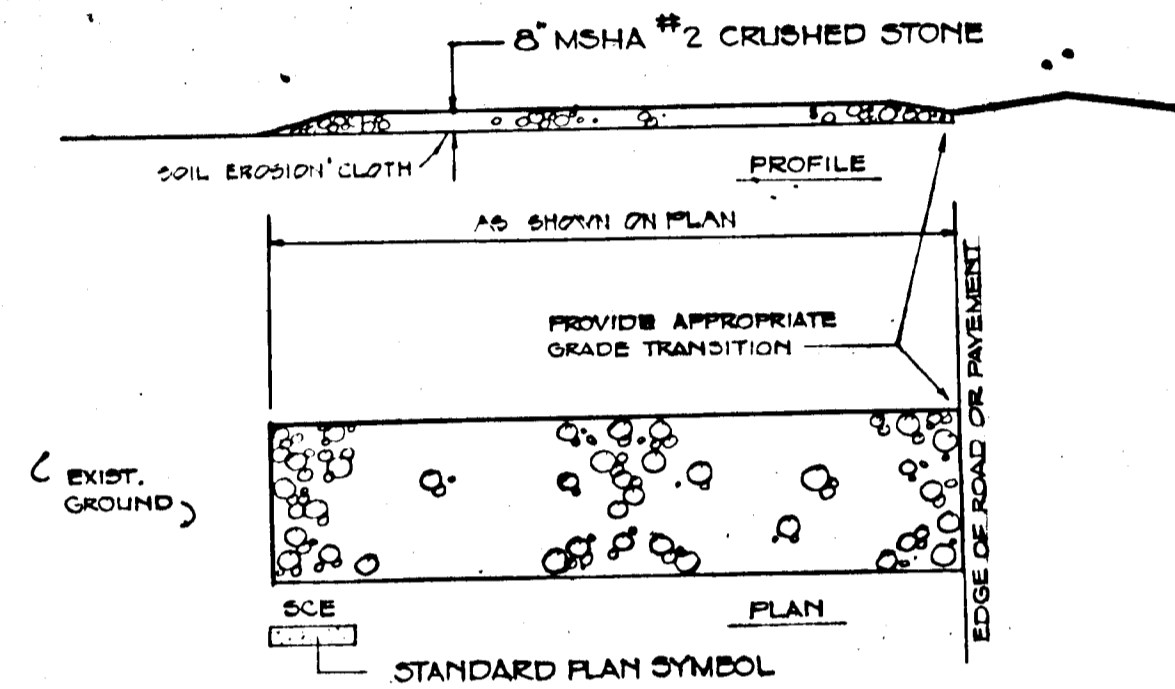 8" MSHA #2 CRUSHED STONE
SOIL EROSION CLOTH
PROFILE
AS SHOWN ON PLAN
PROVIDE APPROPRIATE
GRADE TRANSITION
EDGE OF ROAD OR PAVEMENT
EXIST.
GROUND
SCE
PLAN
STANDARD PLAN SYMBOL